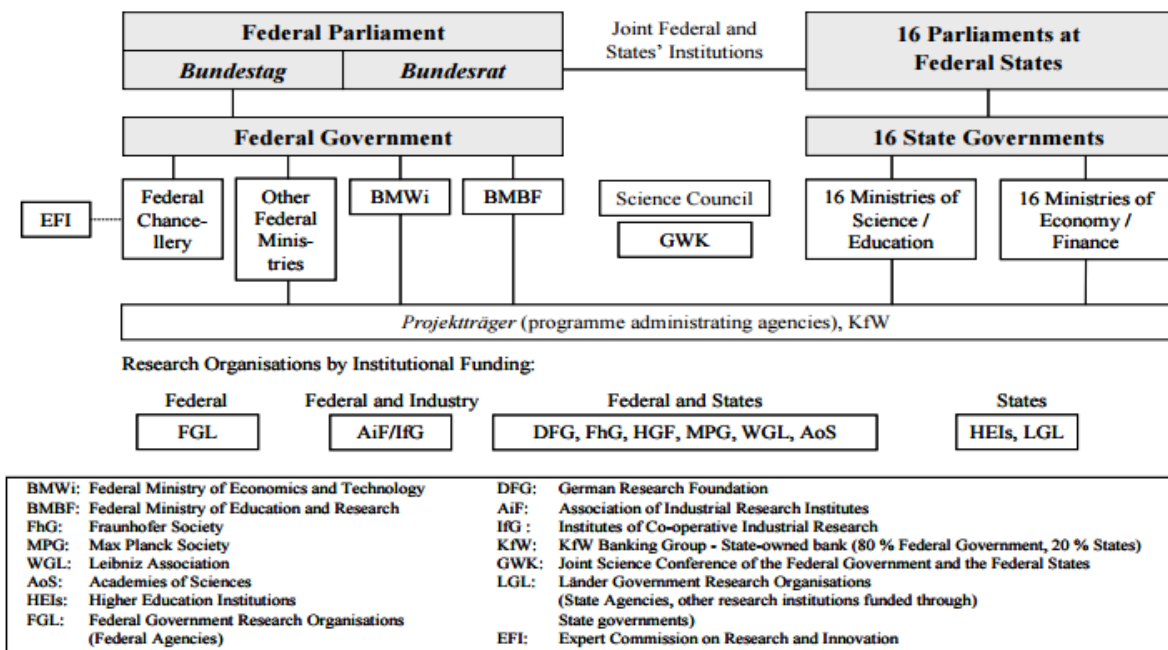 Federal Parliament
Bundestag
Bundesrat
Joint Federal and
States' Institutions
16 Parliaments at
Federal States
Federal Government
16 State Governments
EFI
Federal
Chance-
llery
Other
Federal
Minis-
tries
BMWi
BMBF
Science Council
GWK
16 Ministries of
Science /
Education
16 Ministries of
Economy /
Finance
Projektträger (programme administrating agencies), KfW
Research Organisations by Institutional Funding:
Federal
FGL
Federal and Industry
AiF/IfG
Federal and States
DFG, FhG, HGF, MPG, WGL, AoS
States
HEIs, LGL
BMWi: Federal Ministry of Economics and Technology
BMBF: Federal Ministry of Education and Research
FhG: Fraunhofer Society
MPG: Max Planck Society
WGL: Leibniz Association
AoS: Academies of Sciences
HEIs: Higher Education Institutions
FGL: Federal Government Research Organisations
(Federal Agencies)
DFG: German Research Foundation
AiF: Association of Industrial Research Institutes
IfG : Institutes of Co-operative Industrial Research
KfW: KfW Banking Group - State-owned bank (80 % Federal Government, 20 % States)
GWK: Joint Science Conference of the Federal Government and the Federal States
LGL: Länder Government Research Organisations
(State Agencies, other research institutions funded through)
State governments)
EFI: Expert Commission on Research and Innovation